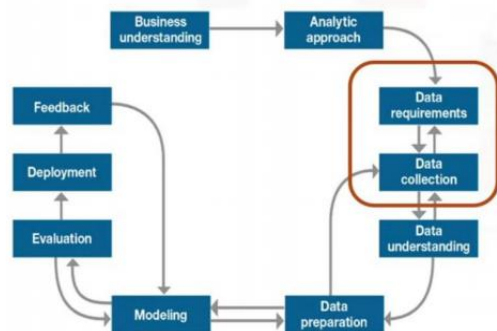 Business
understanding
Analytic
approach
Feedback
Data
requirements
Deployment
Data
collection
Evaluation
Data
understanding
Modeling
Data
preparation